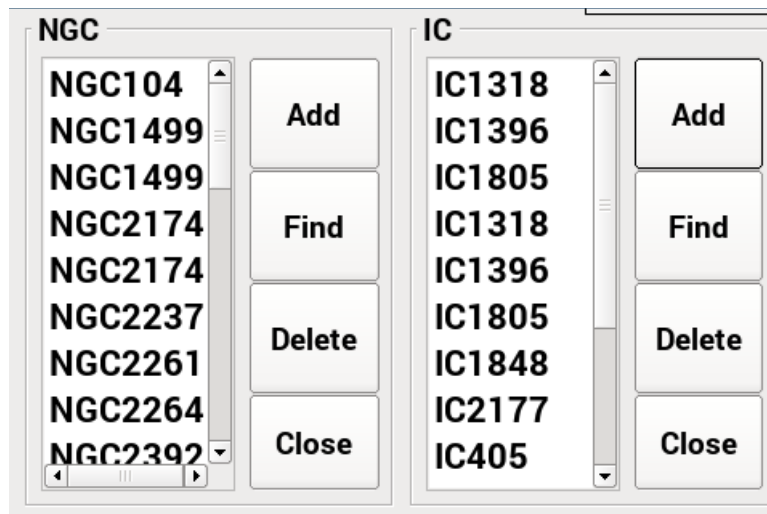 NGC
NGC104
NGC1499
NGC1499
NGC2174
NGC2174
NGC2237
NGC2261
NGC2264
NGC2392
Add
Find
Delete
Close
IC
IC1318
IC1396
IC1805
IC1318
IC1396
IC1805
IC1848
IC2177
IC405
Add
Find
Delete
Close